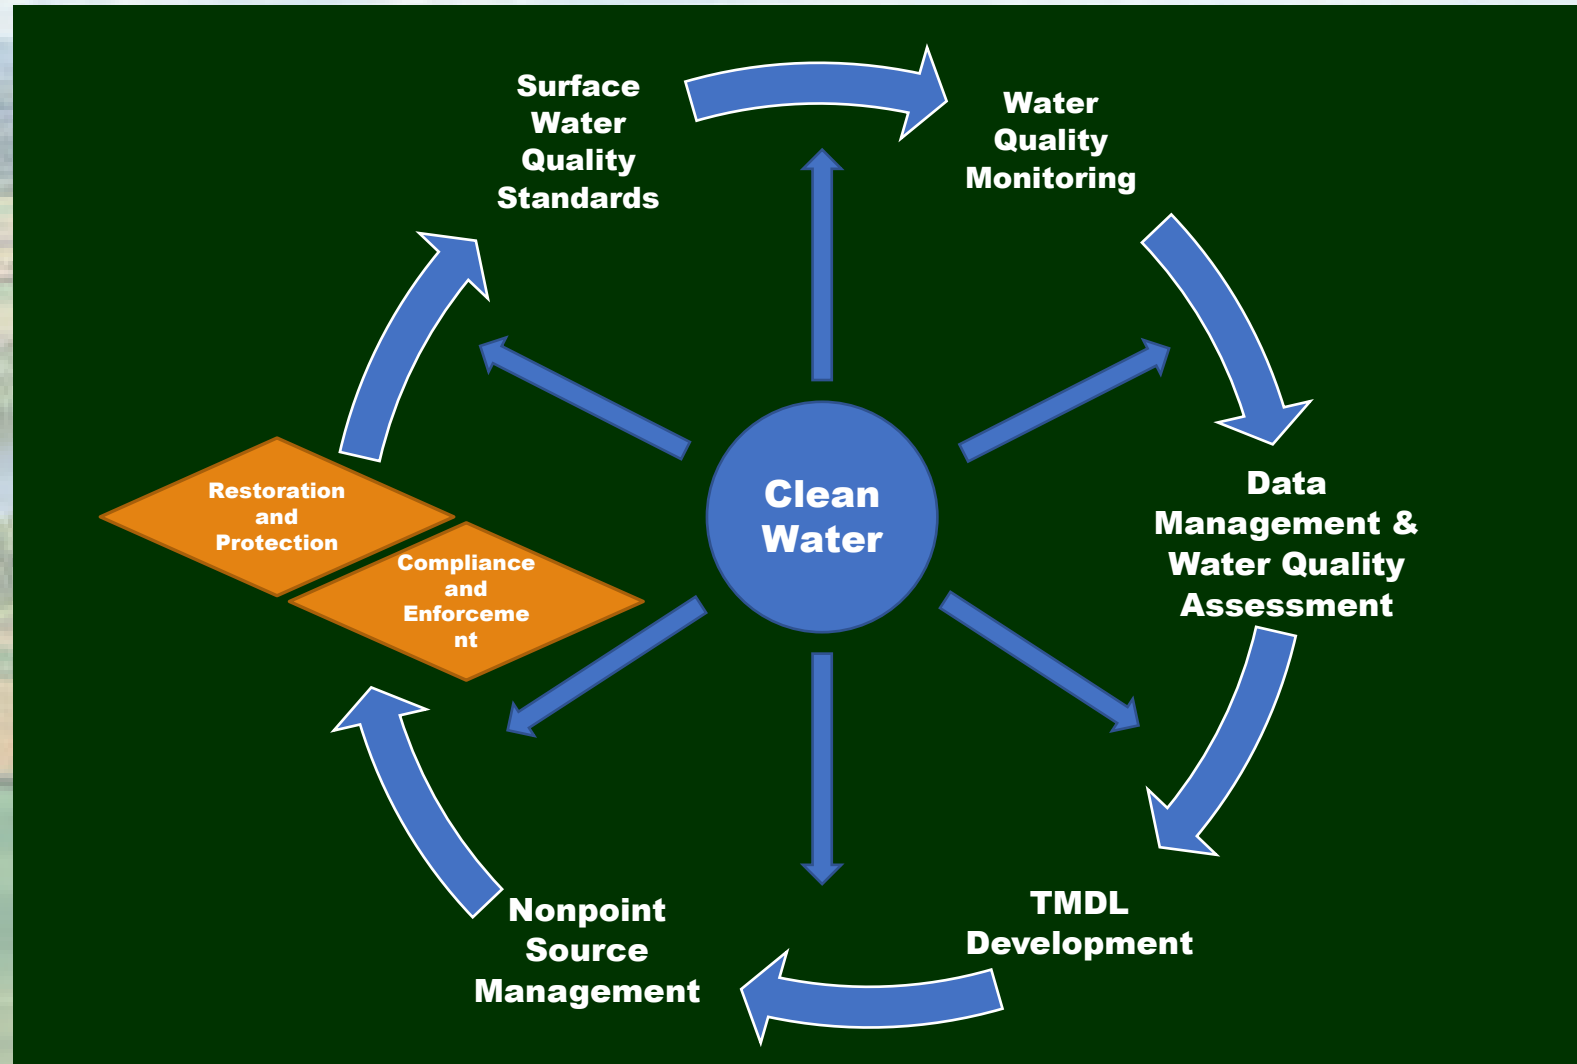 Surface
Water
Quality
Standards
Water
Quality
Monitoring
Data
Management &
Water Quality
Assessment
TMDL
Development
Nonpoint
Source
Management
Compliance
and
Enforceme
nt
Restoration
and
Protection
Clean
Water